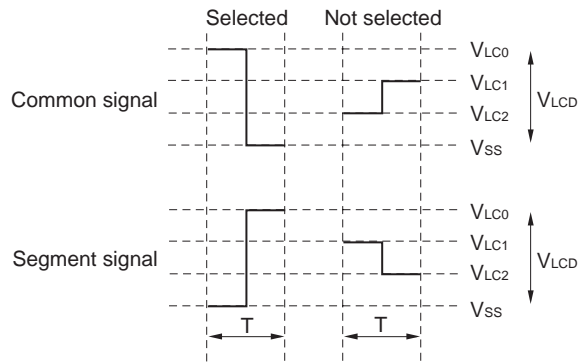 Selected
Not selected
Common signal
VLC0
VLC1
VLC2
VSS
VLCD
Segment signal
VLC0
VLC1
VLC2
VSS
VLCD
T
T